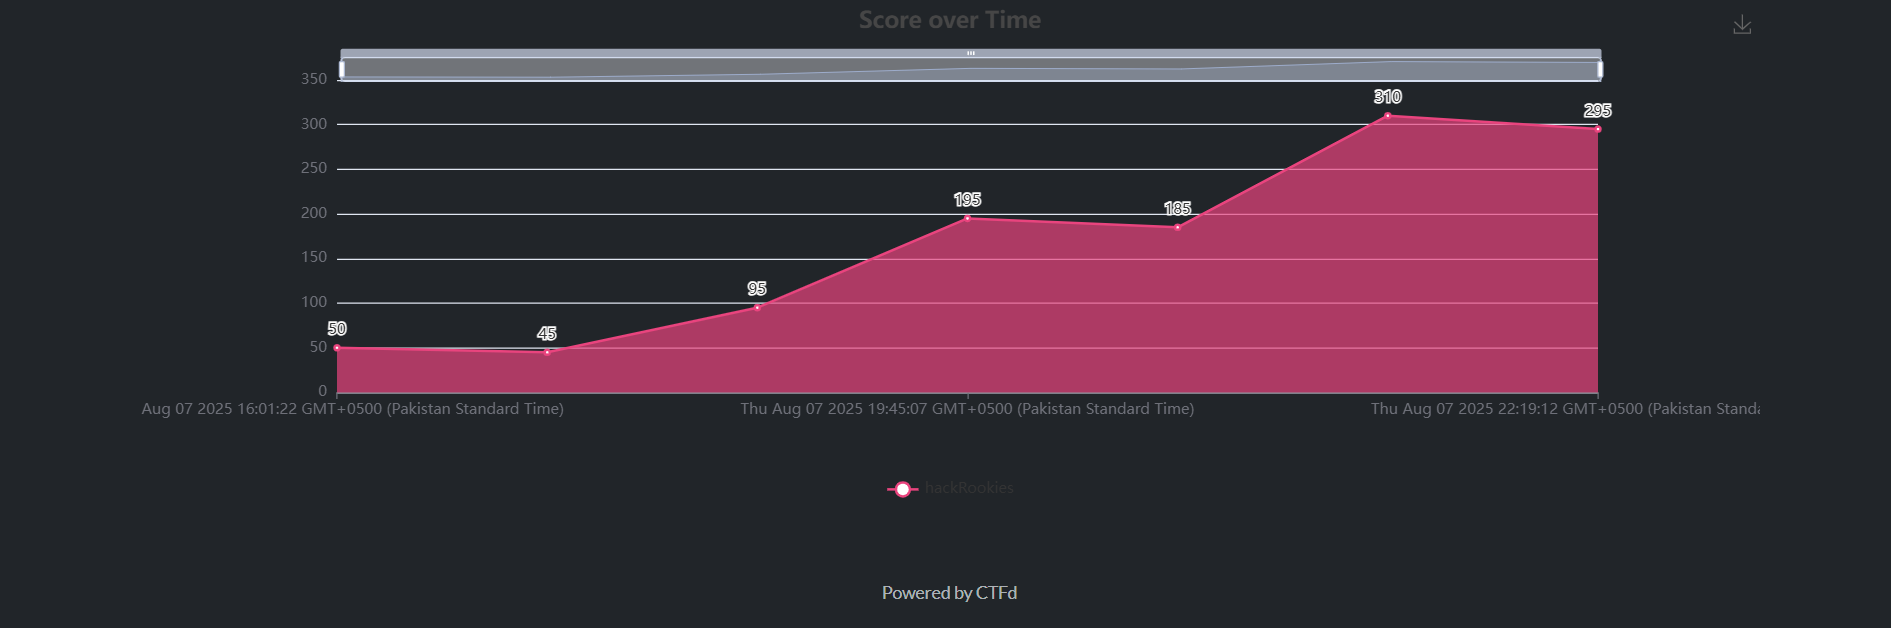 Score over Time
350
300
250
200
150
100
50
0
50
45
95
195
185
310
295
Aug 07 2025 16:01:22 GMT+0500 (Pakistan Standard Time)
Thu Aug 07 2025 19:45:07 GMT+0500 (Pakistan Standard Time)
Thu Aug 07 2025 22:19:12 GMT+0500 (Pakistan Standa
hackRookies
Powered by CTFd